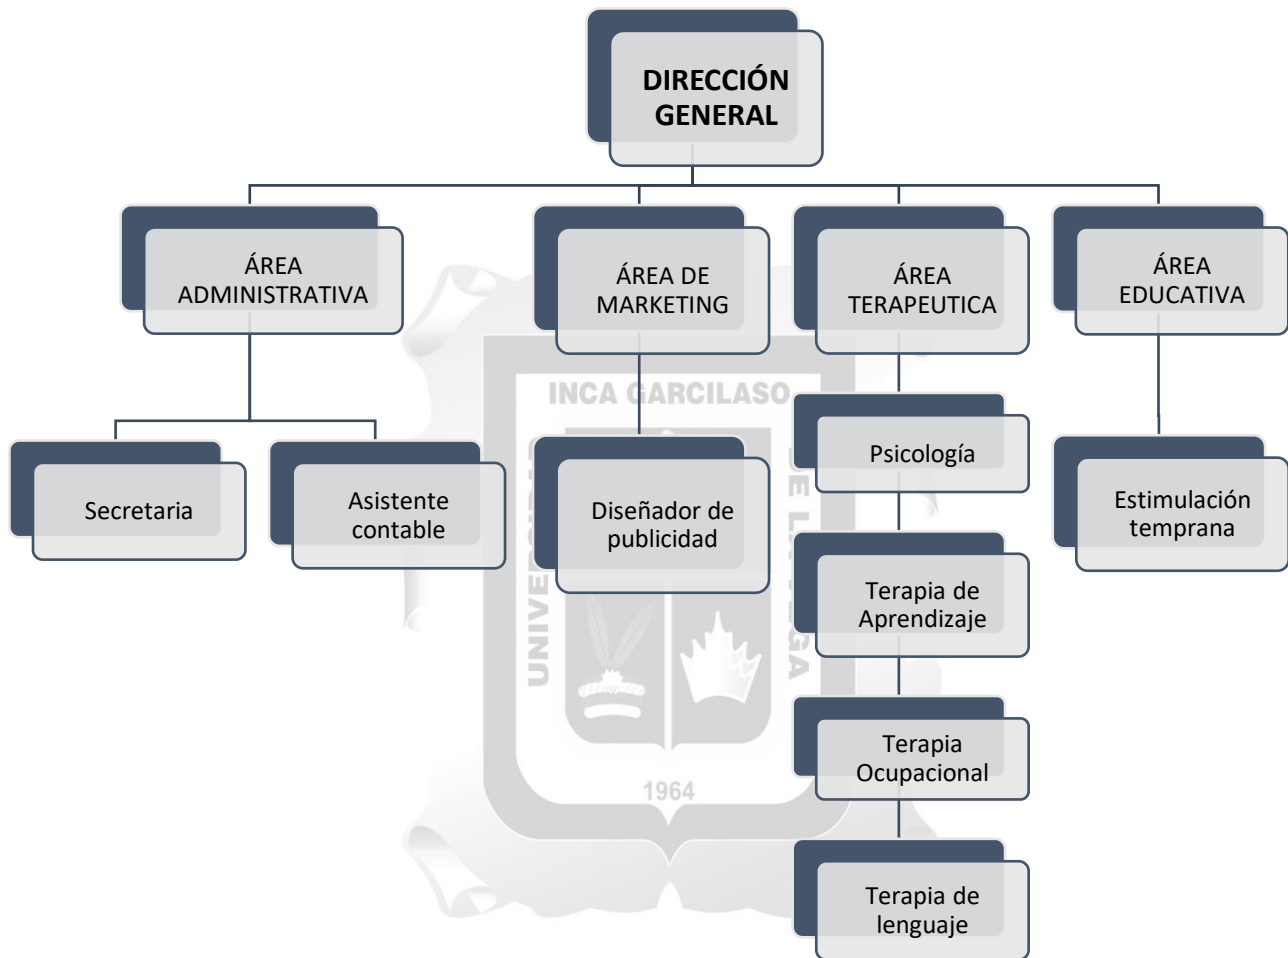 DIRECCIÓN
GENERAL
ÁREA
ADMINISTRATIVA
ÁREA DE
MARKETING
ÁREA
TERAPEUTICA
ÁREA
EDUCATIVA
Secretaria
Asistente
contable
Diseñador de
publicidad
Psicología
Estimulación
temprana
Terapia de
Aprendizaje
Terapia
Ocupacional
Terapia de
lenguaje
INCA GARCILASO
1964